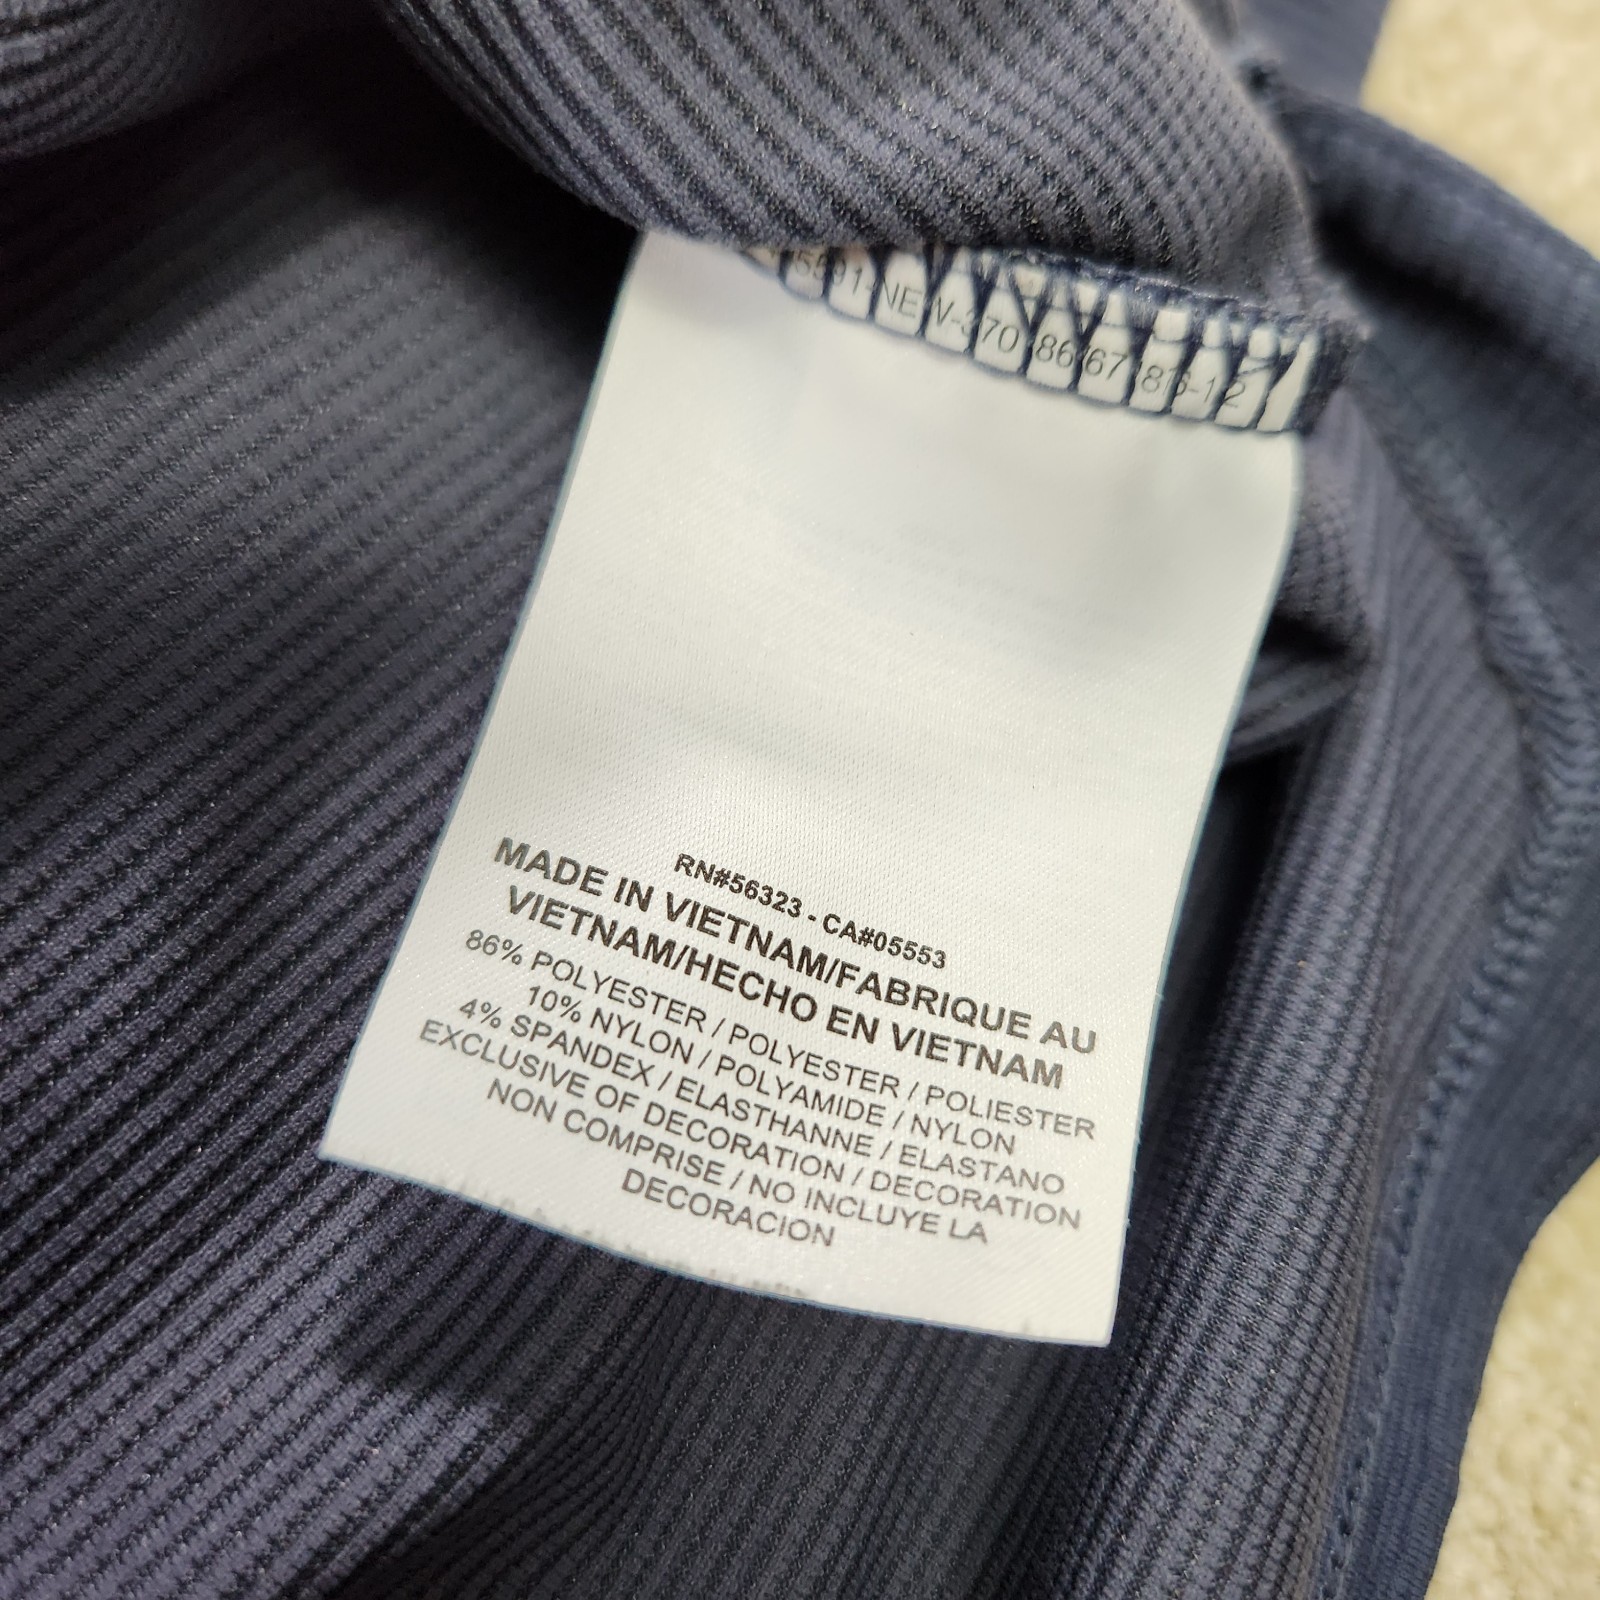 RN#56323 - CA#05553
MADE IN VIETNAM/FABRIQUE AU
VIETNAM/HECHO EN VIETNAM
86% POLYESTER / POLYESTER / POLIESTER
10% NYLON / POLYAMIDE / NYLON
4% SPANDEX / ELASTHANNE / ELASTANO
EXCLUSIVE OF DECORATION / DECORATION
NON COMPRISE / NO INCLUYE LA
DECORACION